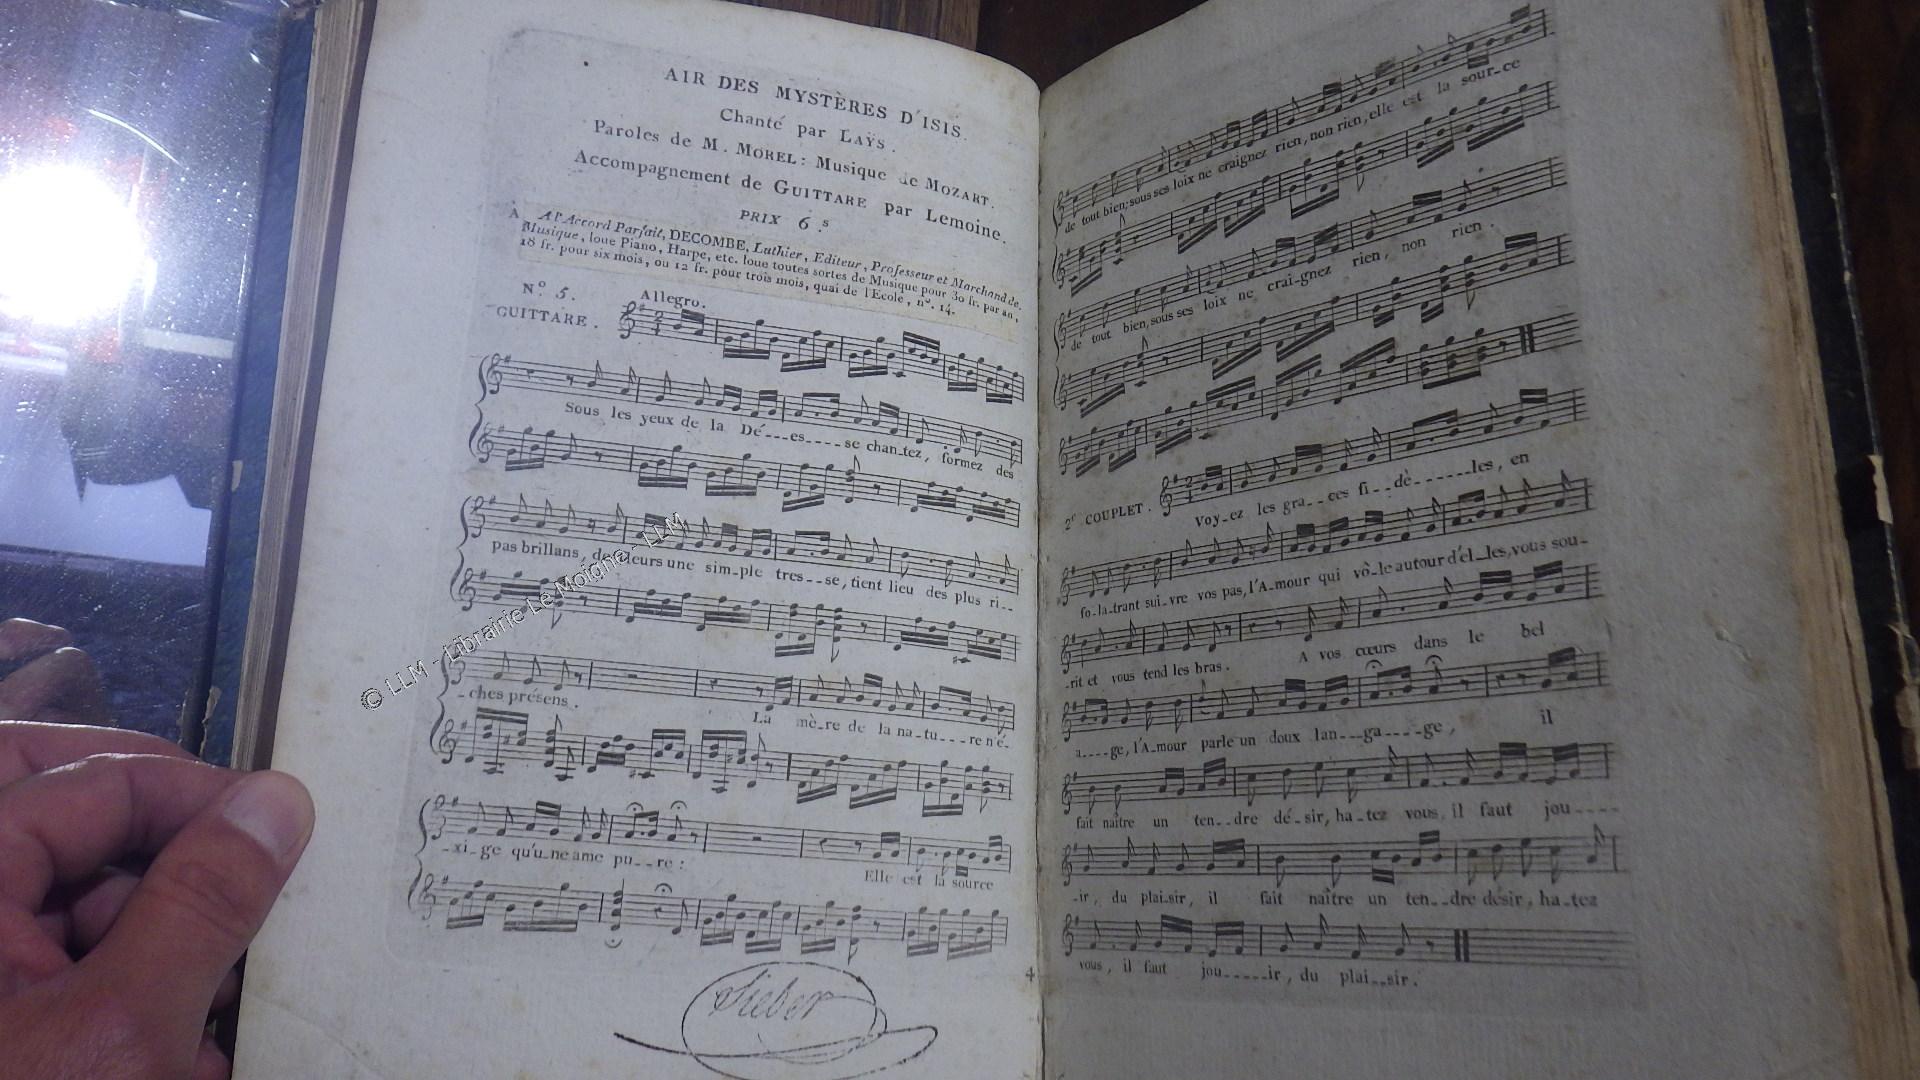 AIR DES MYSTÈRES D'ISIS.
Chanté par LAŸS.
Paroles de M. MOREL: Musique de MOZART.
Accompagnement de GUITTARE par Lemoine.
PRIX 6.s
À
A l'Accord Parfait, DECOMBE, Luthier, Editeur, Professeur et Marchand de
Musique, loue Piano, Harpe, etc. loue toutes sortes de Musique pour 30 fr. par an,
18 fr. pour six mois, ou 12 fr. pour trois mois, quai de l'Ecole, n°. 14.
N.° 5.
Allegro.
GUITTARE.
Sous les yeux de la Dé---es----se chan-tez, formez des
pas brillans, de fleurs une sim-ple tres--se, tient lieu des plus ri--
-ches présens. La mè-re de la na-tu---re n'é-
-xi-ge qu'u-ne ame pu--re: Elle est la source
4
Sieber
© LLM - Librairie Le Moigne - LLM
de tout bien; sous ses loix ne craignez rien, non rien, elle est la sour-ce
de tout bien, sous ses loix ne crai-gnez rien, non rien.
2e COUPLET. Voy-ez les gra--ces fi--dè------les, en
fo-la-trant sui-vre vos pas, l'A-mour qui vô-le autour d'el-les, vous sou-
-rit et vous tend les bras. A vos cœurs dans le bel
a----ge, l'A-mour parle un doux lan---ga----ge, il
fait naître un ten--dre dé-sir, ha-tez vous, il faut jou----
-ir, du plai-sir, il fait naître un ten--dre désir, ha-tez
vous, il faut jou-----ir, du plai--sir.